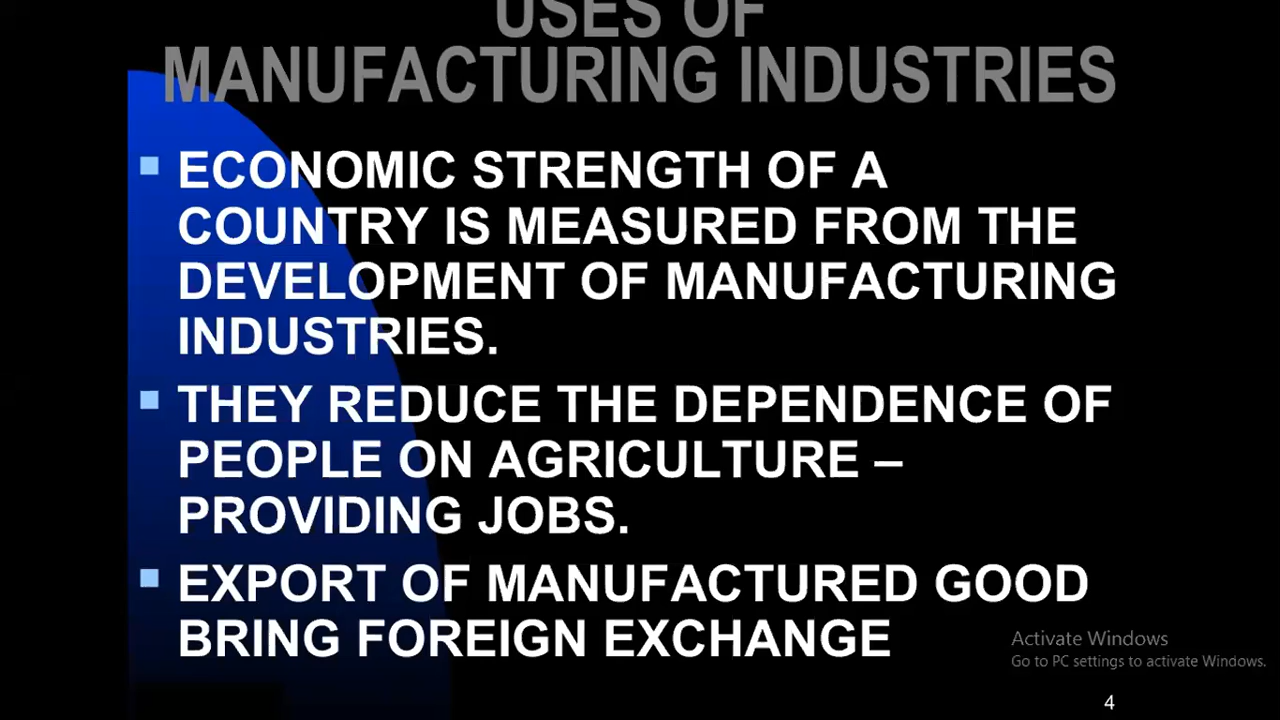 USES OF
MANUFACTURING INDUSTRIES
ECONOMIC STRENGTH OF A
COUNTRY IS MEASURED FROM THE
DEVELOPMENT OF MANUFACTURING
INDUSTRIES.
THEY REDUCE THE DEPENDENCE OF
PEOPLE ON AGRICULTURE –
PROVIDING JOBS.
EXPORT OF MANUFACTURED GOOD
BRING FOREIGN EXCHANGE
Activate Windows
Go to PC settings to activate Windows.
4